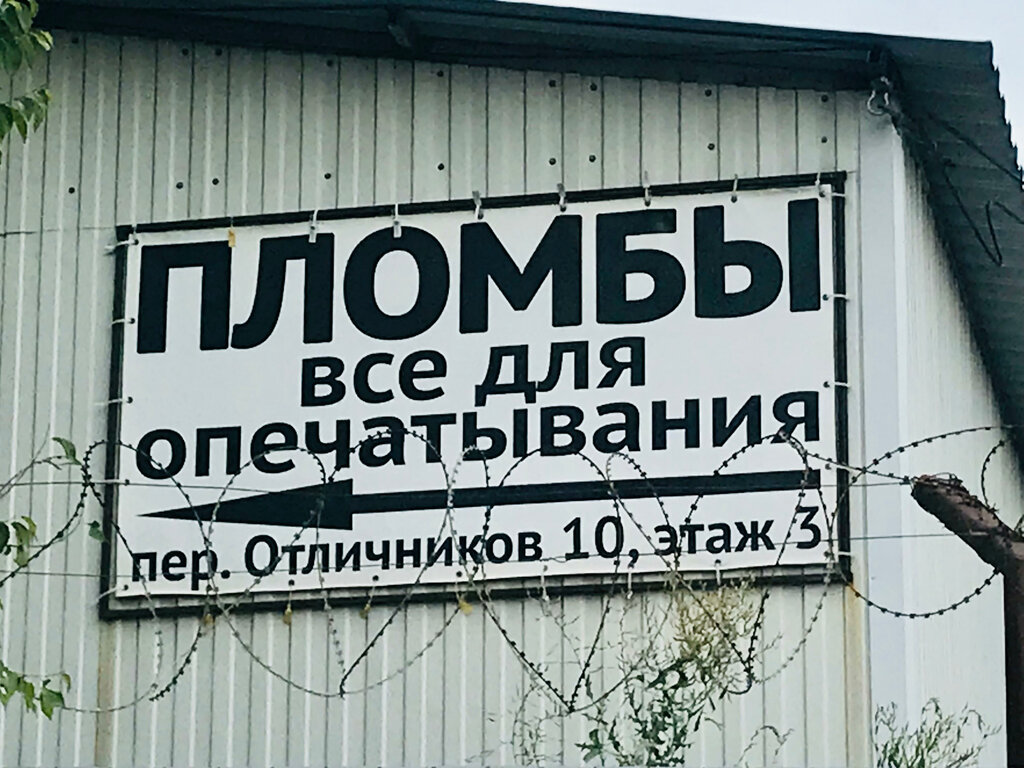 ПЛОМБЫ
все для
опечатывания
пер. Отличников 10, этаж 3